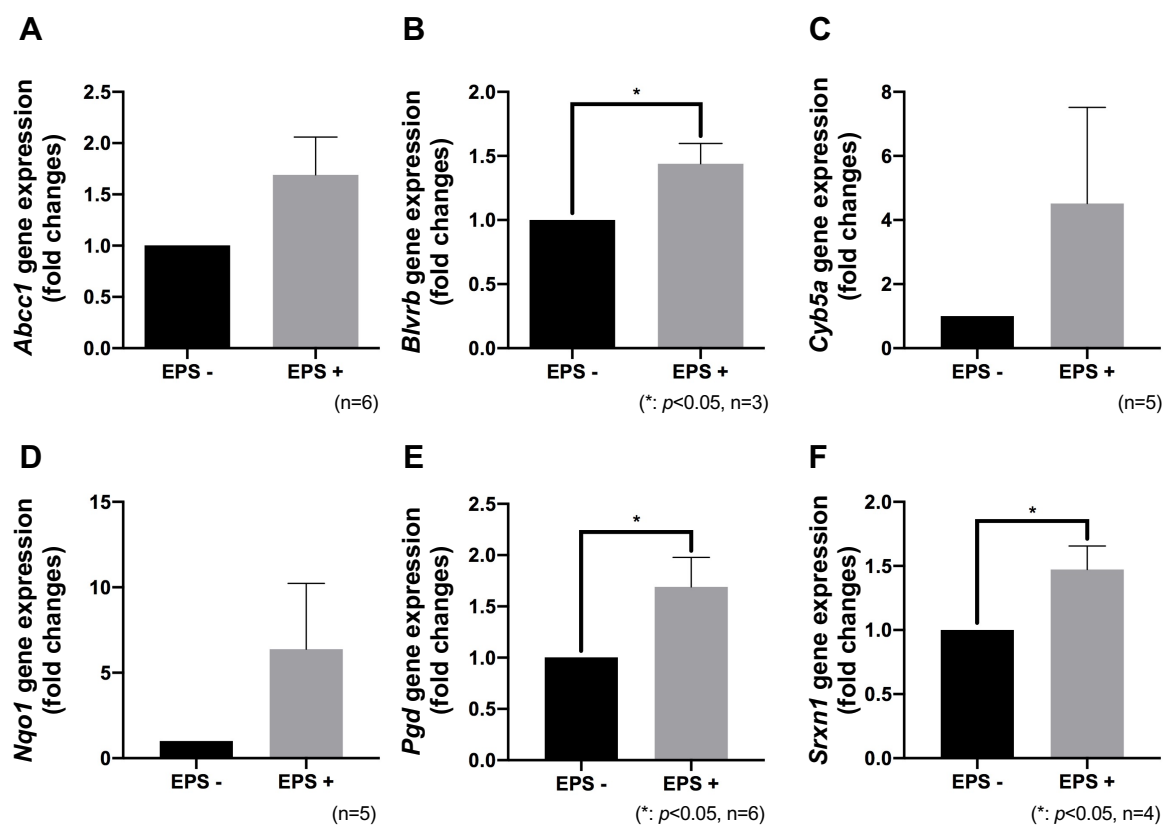 A
Abcc1 gene expression
(fold changes)
2.5
2.0
1.5
1.0
0.5
0.0
EPS -
EPS +
(n=6)
B
Blvrb gene expression
(fold changes)
2.0
1.5
1.0
0.5
0.0
*
EPS -
EPS +
(*: p<0.05, n=3)
C
Cyb5a gene expression
(fold changes)
8
6
4
2
0
EPS -
EPS +
(n=5)
D
Nqo1 gene expression
(fold changes)
15
10
5
0
EPS -
EPS +
(n=5)
E
Pgd gene expression
(fold changes)
2.5
2.0
1.5
1.0
0.5
0.0
*
EPS -
EPS +
(*: p<0.05, n=6)
F
Srxn1 gene expression
(fold changes)
2.0
1.5
1.0
0.5
0.0
*
EPS -
EPS +
(*: p<0.05, n=4)